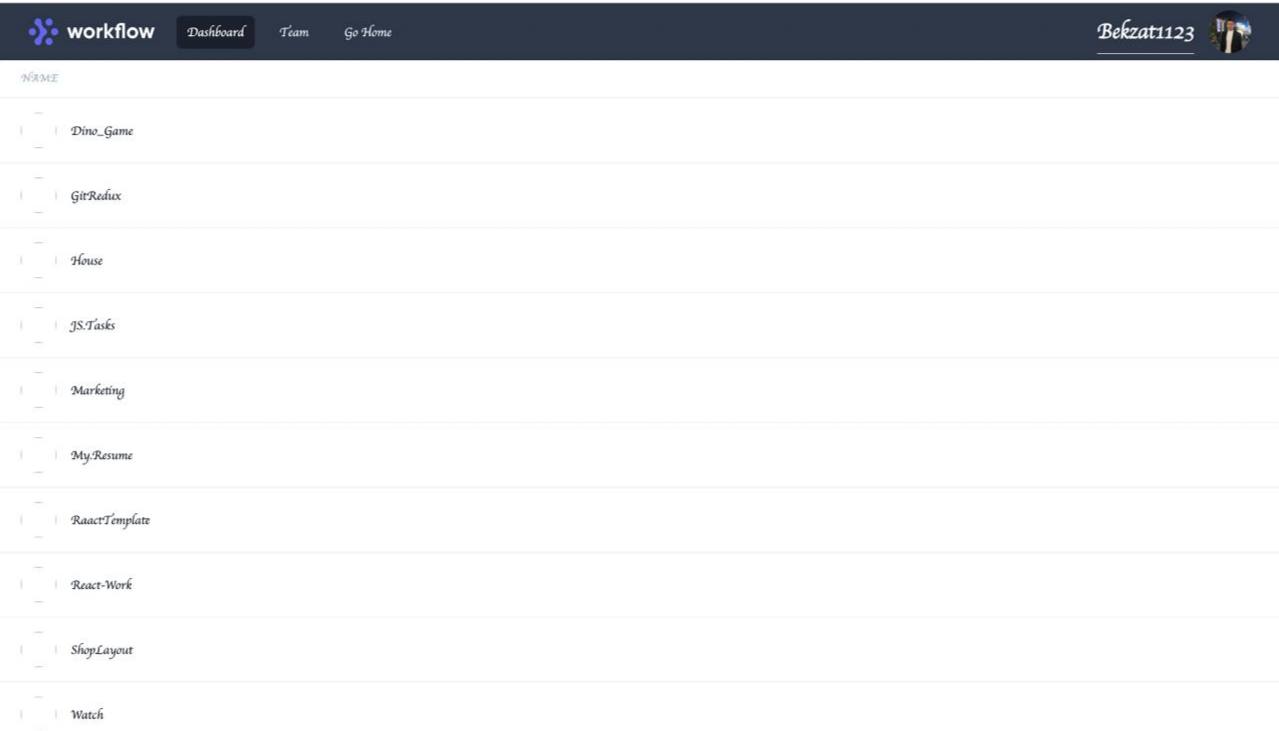 workflow Dashboard Team Go Home Bekzat1123
NAME
Dino_Game
GitRedux
House
JS.Tasks
Marketing
My.Resume
RaactTemplate
React-Work
ShopLayout
Watch